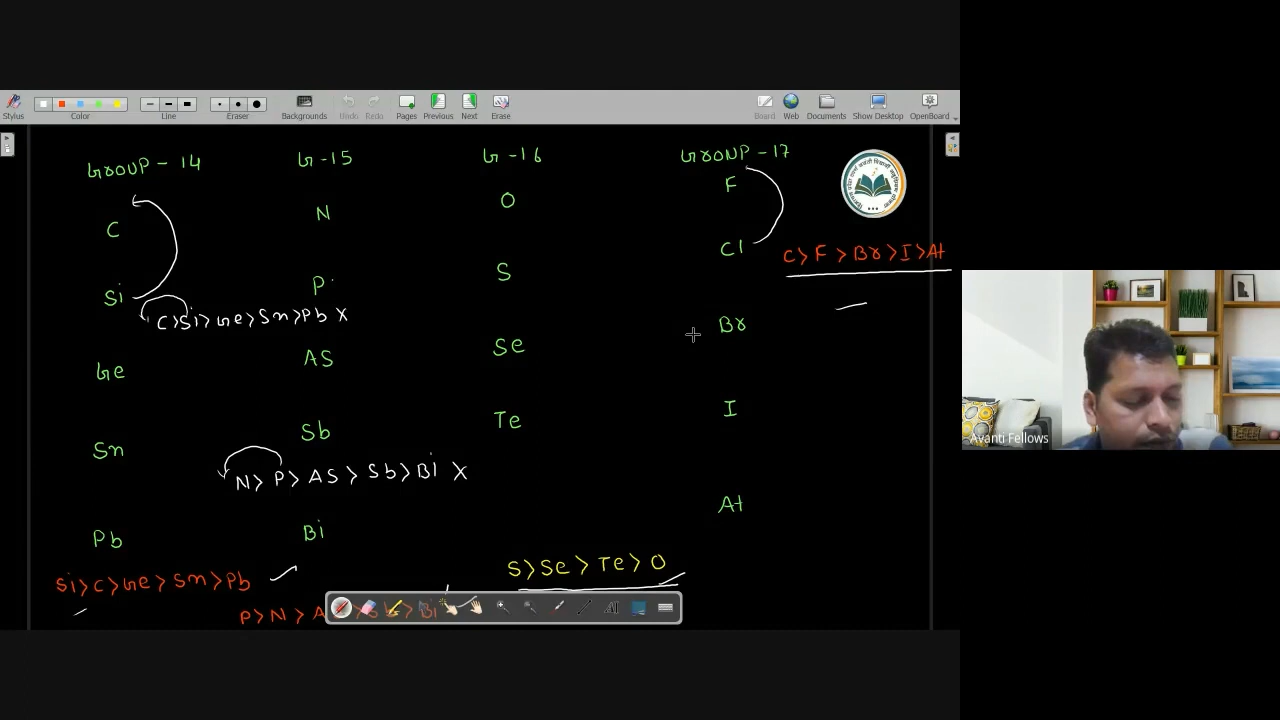 Stylus Color Line Eraser Backgrounds Undo Redo Pages Previous Next Erase Board Web Documents Show Desktop OpenBoard
GROUP - 14 G -15 G -16 GROUP - 17
C N O F
Si P S Cl
C>F>Br>I>At
C>Si>Ge>Sn>Pb X
Ge AS Se Br
Sn Sb Te I
N> P> AS > Sb> Bi X
Pb Bi At
Si>C>Ge>Sn>Pb
S>Se>Te>O
P>N>A Bi
Avanti Fellows